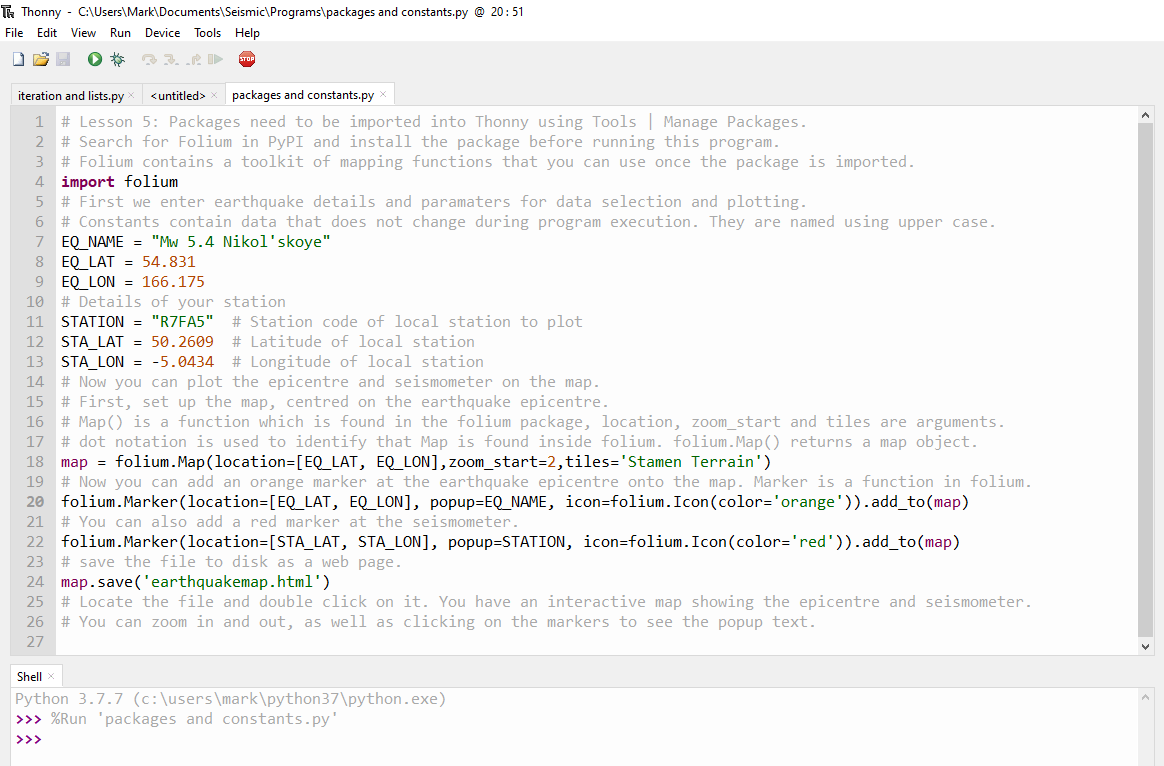 Thonny - C:\Users\Mark\Documents\Seismic\Programs\packages and constants.py @ 20 : 51
File Edit View Run Device Tools Help
STOP
iteration and lists.py × <untitled> × packages and constants.py ×
1 # Lesson 5: Packages need to be imported into Thonny using Tools | Manage Packages.
2 # Search for Folium in PyPI and install the package before running this program.
3 # Folium contains a toolkit of mapping functions that you can use once the package is imported.
4 import folium
5 # First we enter earthquake details and paramaters for data selection and plotting.
6 # Constants contain data that does not change during program execution. They are named using upper case.
7 EQ_NAME = "Mw 5.4 Nikol'skoye"
8 EQ_LAT = 54.831
9 EQ_LON = 166.175
10 # Details of your station
11 STATION = "R7FA5"  # Station code of local station to plot
12 STA_LAT = 50.2609  # Latitude of local station
13 STA_LON = -5.0434  # Longitude of local station
14 # Now you can plot the epicentre and seismometer on the map.
15 # First, set up the map, centred on the earthquake epicentre.
16 # Map() is a function which is found in the folium package, location, zoom_start and tiles are arguments.
17 # dot notation is used to identify that Map is found inside folium. folium.Map() returns a map object.
18 map = folium.Map(location=[EQ_LAT, EQ_LON],zoom_start=2,tiles='Stamen Terrain')
19 # Now you can add an orange marker at the earthquake epicentre onto the map. Marker is a function in folium.
20 folium.Marker(location=[EQ_LAT, EQ_LON], popup=EQ_NAME, icon=folium.Icon(color='orange')).add_to(map)
21 # You can also add a red marker at the seismometer.
22 folium.Marker(location=[STA_LAT, STA_LON], popup=STATION, icon=folium.Icon(color='red')).add_to(map)
23 # save the file to disk as a web page.
24 map.save('earthquakemap.html')
25 # Locate the file and double click on it. You have an interactive map showing the epicentre and seismometer.
26 # You can zoom in and out, as well as clicking on the markers to see the popup text.
27
Shell ×
Python 3.7.7 (c:\users\mark\python37\python.exe)
>>> %Run 'packages and constants.py'
>>>